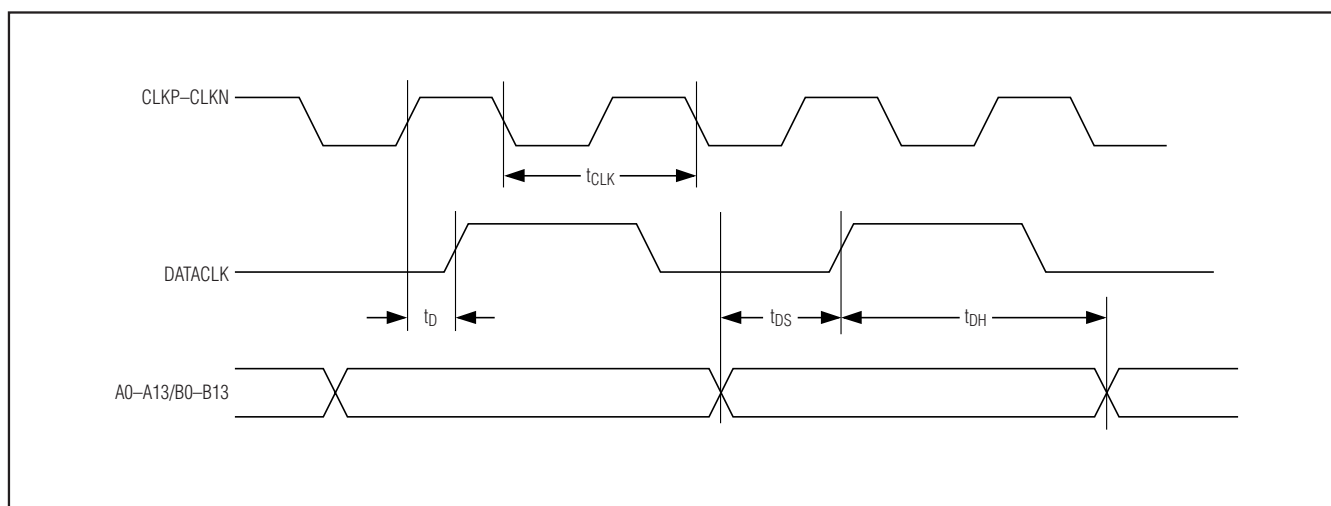 CLKP–CLKN
tCLK
DATACLK
tD
tDS
tDH
A0–A13/B0–B13